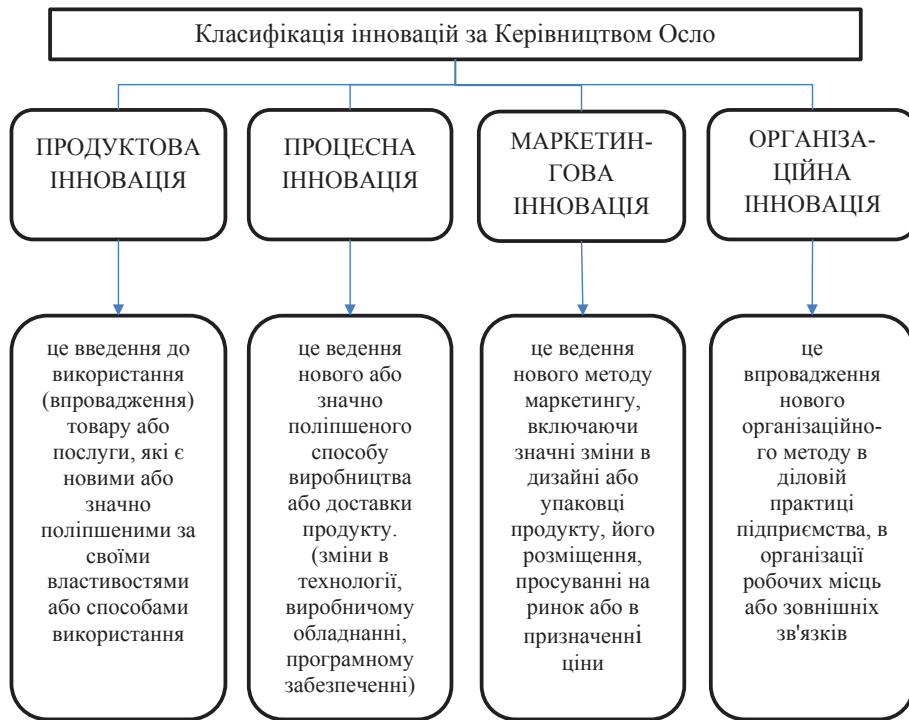 Класифікація інновацій за Керівництвом Осло
ПРОДУКТОВА
ІННОВАЦІЯ
ПРОЦЕСНА
ІННОВАЦІЯ
МАРКЕТИН-
ГОВА
ІННОВАЦІЯ
ОРГАНІЗА-
ЦІЙНА
ІННОВАЦІЯ
це введення до
використання
(впровадження)
товару або
послуги, які є
новими або
значно
поліпшеними за
своїми
властивостями
або способами
використання
це ведення
нового або
значно
поліпшеного
способу
виробництва
або доставки
продукту.
(зміни в
технології,
виробничому
обладнанні,
програмному
забезпеченні)
це ведення
нового методу
маркетингу,
включаючи
значні зміни в
дизайні або
упаковці
продукту, його
розміщення,
просуванні на
ринок або в
призначенні
ціни
це
впровадження
нового
організаційно-
го методу в
діловій
практиці
підприємства, в
організації
робочих місць
або зовнішніх
зв'язків